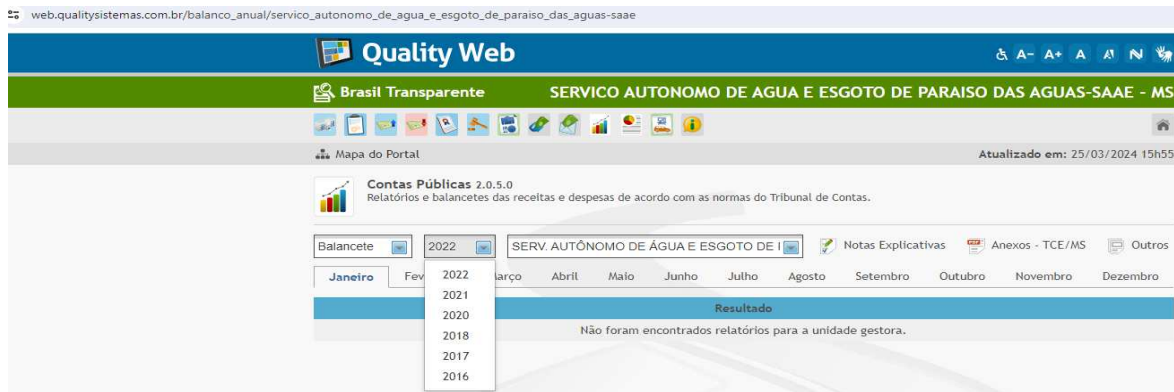 web.qualitysistemas.com.br/balanco_anual/servico_autonomo_de_agua_e_esgoto_de_paraiso_das_aguas-saae
Quality Web A- A+ A
Brasil Transparente SERVICO AUTONOMO DE AGUA E ESGOTO DE PARAISO DAS AGUAS-SAAE - MS
Mapa do Portal Atualizado em: 25/03/2024 15h55
Contas Públicas 2.0.5.0
Relatórios e balancetes das receitas e despesas de acordo com as normas do Tribunal de Contas.
Balancete 2022 SERV. AUTÔNOMO DE ÁGUA E ESGOTO DE Notas Explicativas Anexos - TCE/MS Outros
Janeiro Fev arço Abril Maio Junho Julho Agosto Setembro Outubro Novembro Dezembro
2022
2021
2020
2018
2017
2016
Resultado
Não foram encontrados relatórios para a unidade gestora.